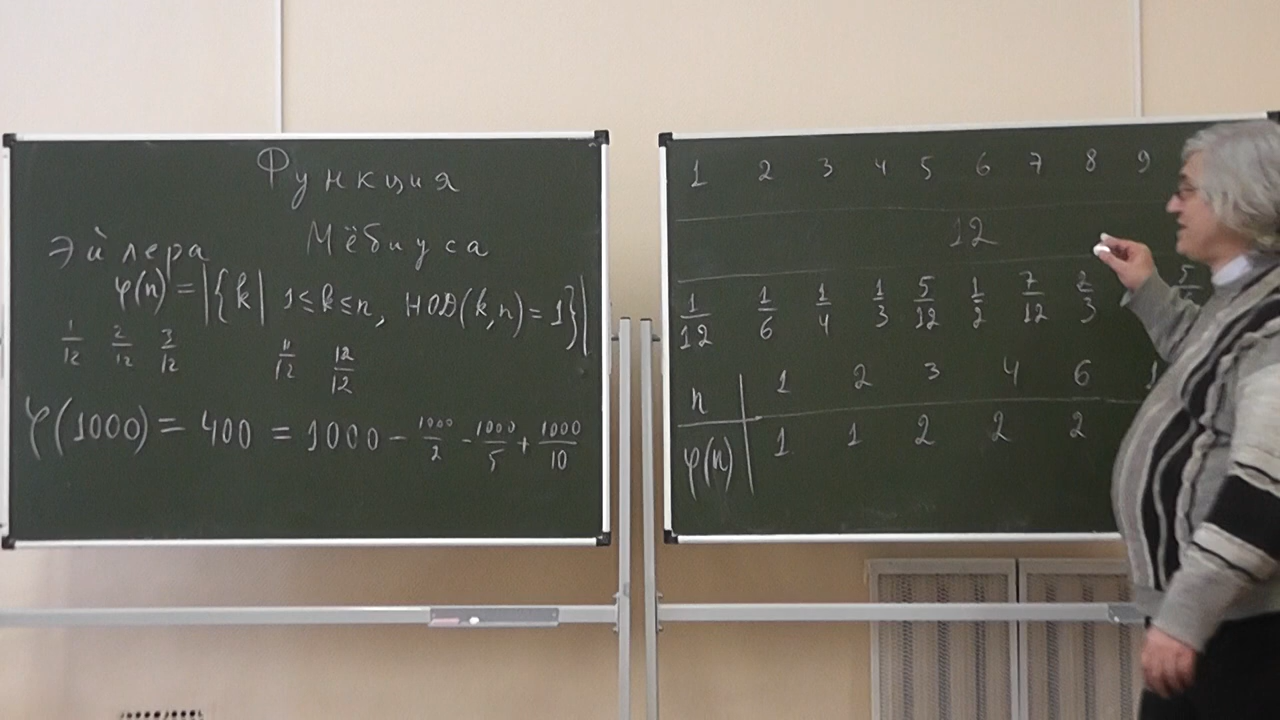 Функция
Эйлера Мёбиуса
φ(n) = |{k| 1≤k≤n, НОД(k,n)=1}|
1/12 2/12 3/12 11/12 12/12
φ(1000) = 400 = 1000 - 1000/2 - 1000/5 + 1000/10
1 2 3 4 5 6 7 8 9
12
1/12 1/6 1/4 1/3 5/12 1/2 7/12 2/3
n 1 2 3 4 6
φ(n) 1 1 2 2 2